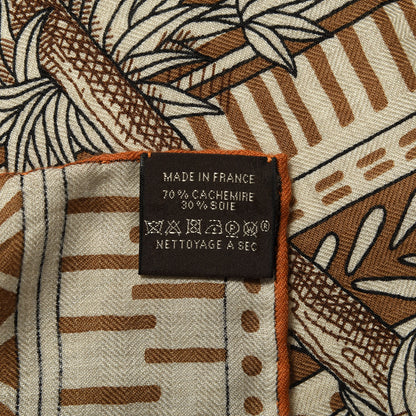 MADE IN FRANCE
70% CACHEMIRE
30% SOIE
NETTOYAGE A SEC